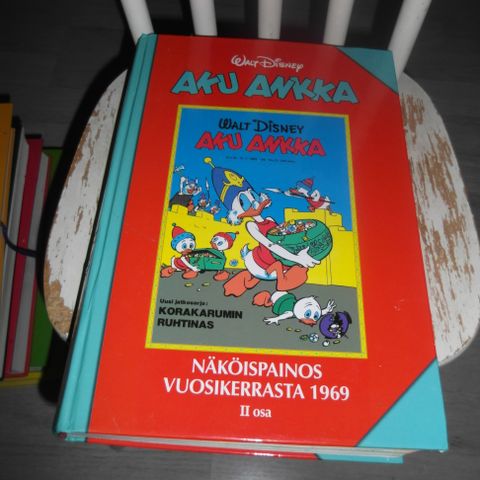 WALT DISNEY
AKU ANKKA
WALT DISNEY
AKU ANKKA
Uusi jatkosarja:
KORAKARUMIN
RUHTINAS
NÄKÖISPAINOS
VUOSIKERRASTA 1969
II osa